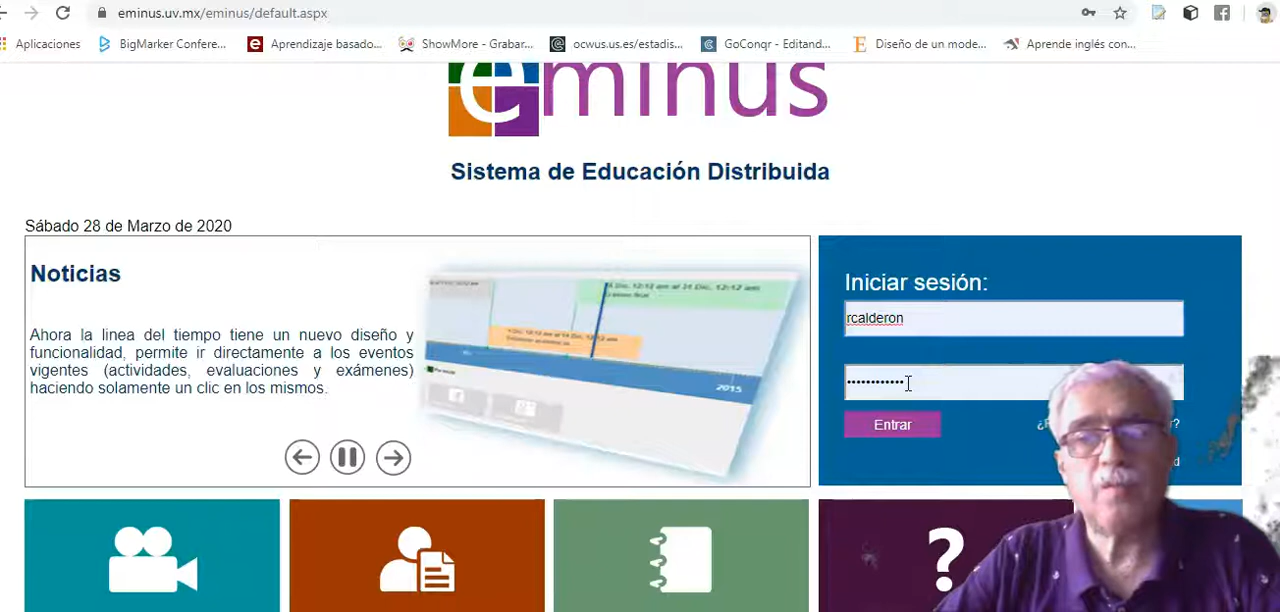 eminus.uv.mx/eminus/default.aspx
Aplicaciones BigMarker Confere... Aprendizaje basado... ShowMore - Grabar... ocwus.us.es/estadis... GoConqr - Editand... Diseño de un mode... Aprende inglés con...
eminus
Sistema de Educación Distribuida
Sábado 28 de Marzo de 2020
Noticias
Ahora la linea del tiempo tiene un nuevo diseño y
funcionalidad, permite ir directamente a los eventos
vigentes (actividades, evaluaciones y exámenes)
haciendo solamente un clic en los mismos.
2015
Iniciar sesión:
rcalderon
••••••••••••
Entrar
?